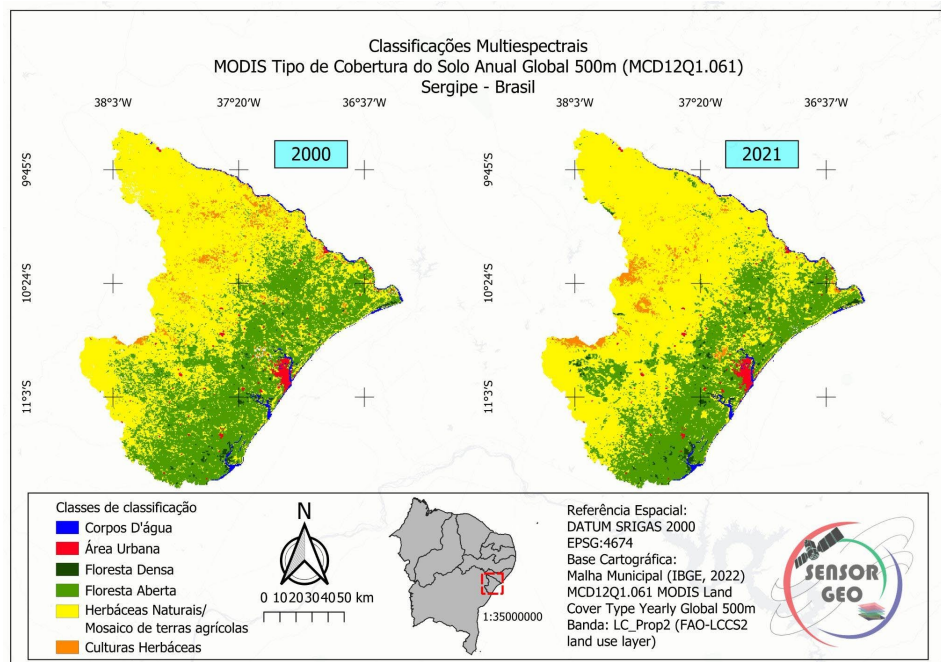 Classificações Multiespectrais
MODIS Tipo de Cobertura do Solo Anual Global 500m (MCD12Q1.061)
Sergipe - Brasil
38°3'W 37°20'W 36°37'W 38°3'W 37°20'W 36°37'W
2000
2021
9°45'S
9°45'S
10°24'S
10°24'S
11°3'S
11°3'S
Classes de classificação
Corpos D'água
Área Urbana
Floresta Densa
Floresta Aberta
Herbáceas Naturais/
Mosaico de terras agrícolas
Culturas Herbáceas
N
0 10 20 30 40 50 km
1:35000000
Referência Espacial:
DATUM SRIGAS 2000
EPSG:4674
Base Cartográfica:
Malha Municipal (IBGE, 2022)
MCD12Q1.061 MODIS Land
Cover Type Yearly Global 500m
Banda: LC_Prop2 (FAO-LCCS2
land use layer)
SENSOR
GEO